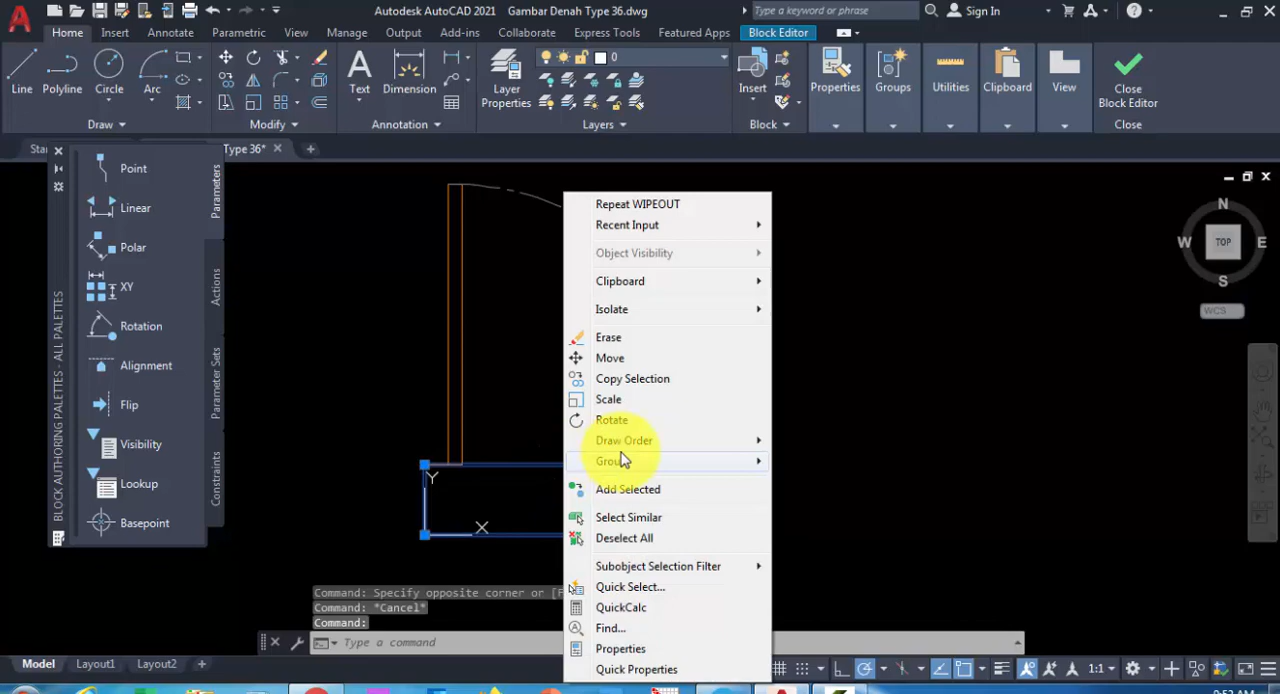 Autodesk AutoCAD 2021 Gambar Denah Type 36.dwg
Type a keyword or phrase
Sign In
Home Insert Annotate Parametric View Manage Output Add-ins Collaborate Express Tools Featured Apps Block Editor
Line Polyline Circle Arc
Text Dimension
Layer Properties
0
Insert
Properties
Groups
Utilities
Clipboard
View
Close Block Editor
Draw Modify Annotation Layers Block Close
Type 36*
Point
Linear
Polar
XY
Rotation
Alignment
Flip
Visibility
Lookup
Basepoint
Parameters
Actions
Parameter Sets
Constraints
BLOCK AUTHORING PALETTES - ALL PALETTES
Repeat WIPEOUT
Recent Input
Object Visibility
Clipboard
Isolate
Erase
Move
Copy Selection
Scale
Rotate
Draw Order
Add Selected
Select Similar
Deselect All
Subobject Selection Filter
Quick Select...
QuickCalc
Find...
Properties
Quick Properties
N
W TOP E
S
WCS
Y
X
Command: Specify opposite corner or [F
Command: *Cancel*
Command:
Type a command
Model Layout1 Layout2
1:1